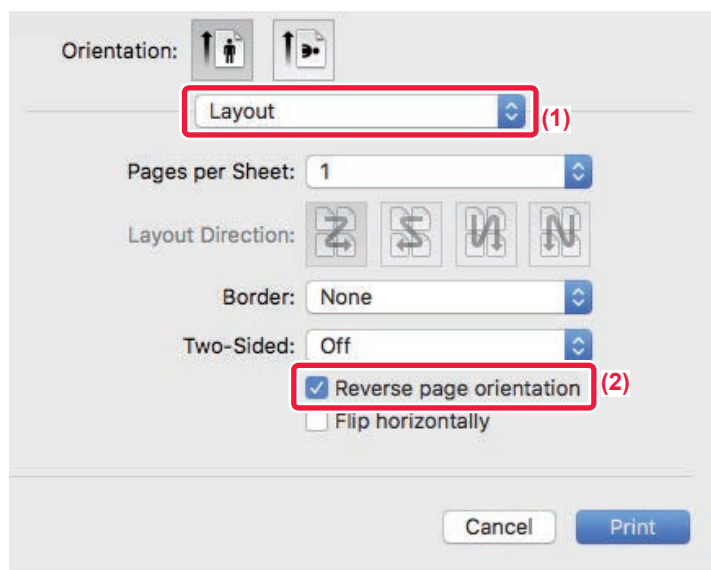 Orientation:
Layout
(1)
Pages per Sheet: 1
Layout Direction:
Border: None
Two-Sided: Off
Reverse page orientation (2)
Flip horizontally
Cancel Print